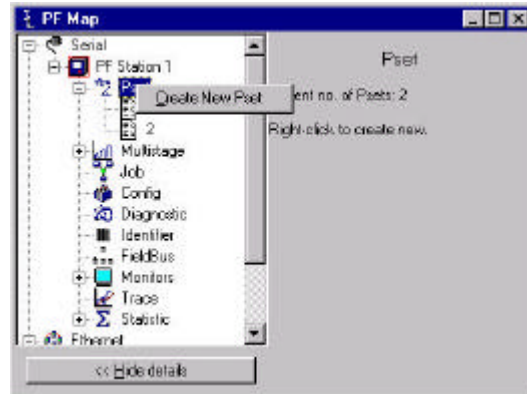 PF Map
Serial
PF Station 1
Create New Pset
ent no. of Psets: 2
2
Pset
Right-click to create new.
Multistage
Job
Config
Diagnostic
Identifier
FieldBus
Monitors
Trace
Statistic
Ethernet
<< Hide details